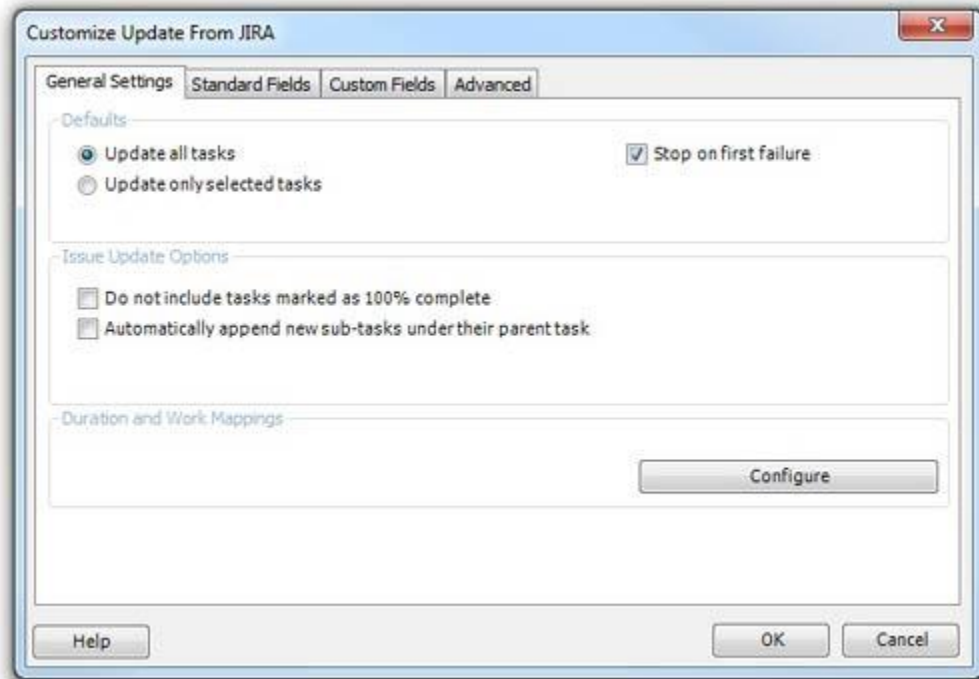 Customize Update From JIRA
General Settings Standard Fields Custom Fields Advanced
Defaults
Update all tasks Stop on first failure
Update only selected tasks
Issue Update Options
Do not include tasks marked as 100% complete
Automatically append new sub-tasks under their parent task
Duration and Work Mappings
Configure
Help OK Cancel